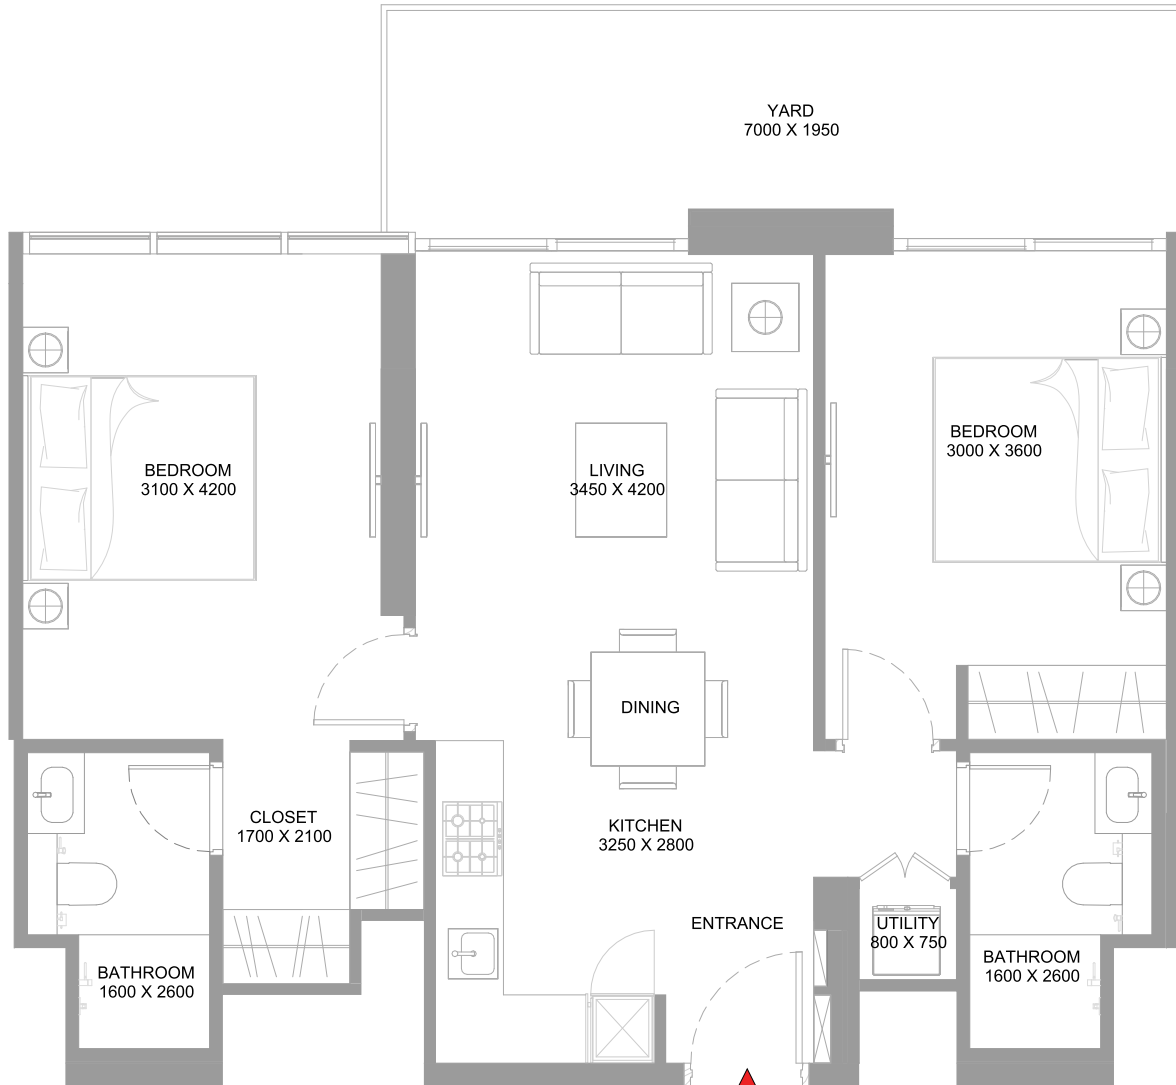 YARD
7000 X 1950
BEDROOM
3100 X 4200
LIVING
3450 X 4200
BEDROOM
3000 X 3600
DINING
CLOSET
1700 X 2100
KITCHEN
3250 X 2800
ENTRANCE
UTILITY
800 X 750
BATHROOM
1600 X 2600
BATHROOM
1600 X 2600